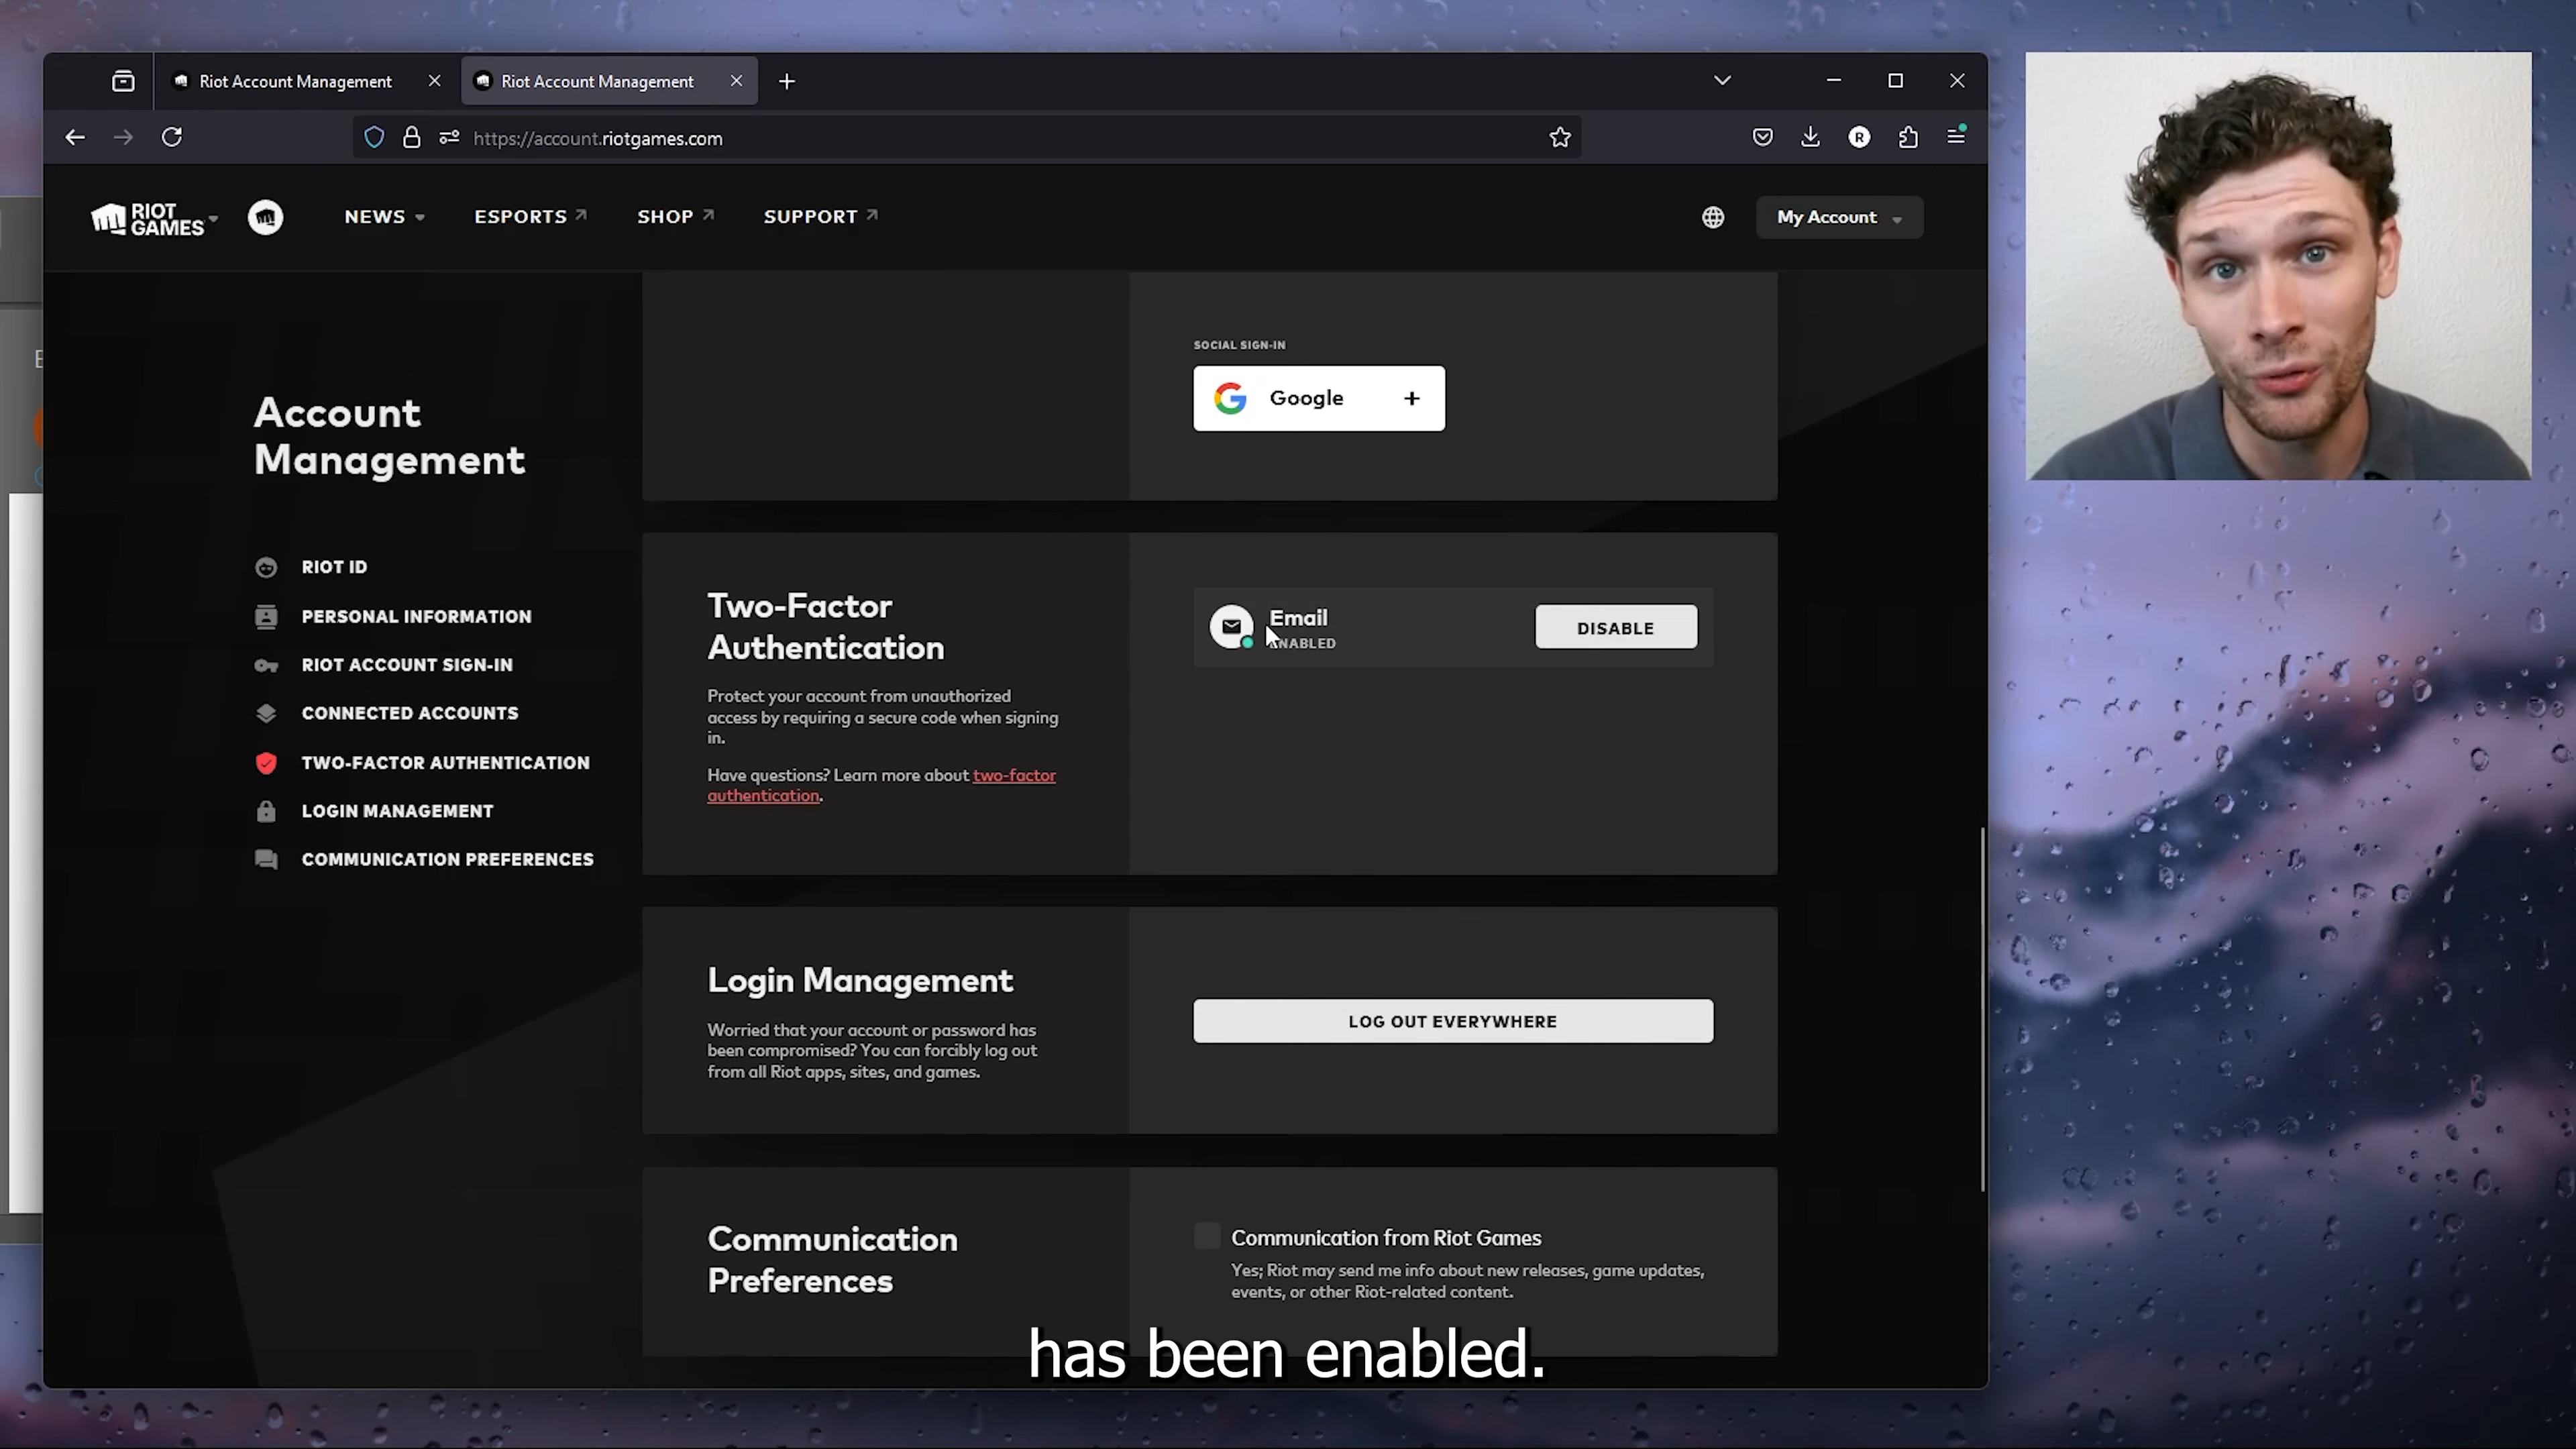 Riot Account Management
Riot Account Management
https://account.riotgames.com
R
RIOT
GAMES
NEWS
ESPORTS
SHOP
SUPPORT
My Account
Account
Management
RIOT ID
PERSONAL INFORMATION
RIOT ACCOUNT SIGN-IN
CONNECTED ACCOUNTS
TWO-FACTOR AUTHENTICATION
LOGIN MANAGEMENT
COMMUNICATION PREFERENCES
SOCIAL SIGN-IN
Google
Two-Factor
Authentication
Protect your account from unauthorized
access by requiring a secure code when signing
in.
Have questions? Learn more about two-factor
authentication.
Email
ENABLED
DISABLE
Login Management
Worried that your account or password has
been compromised? You can forcibly log out
from all Riot apps, sites, and games.
LOG OUT EVERYWHERE
Communication
Preferences
Communication from Riot Games
Yes; Riot may send me info about new releases, game updates,
events, or other Riot-related content.
has been enabled.